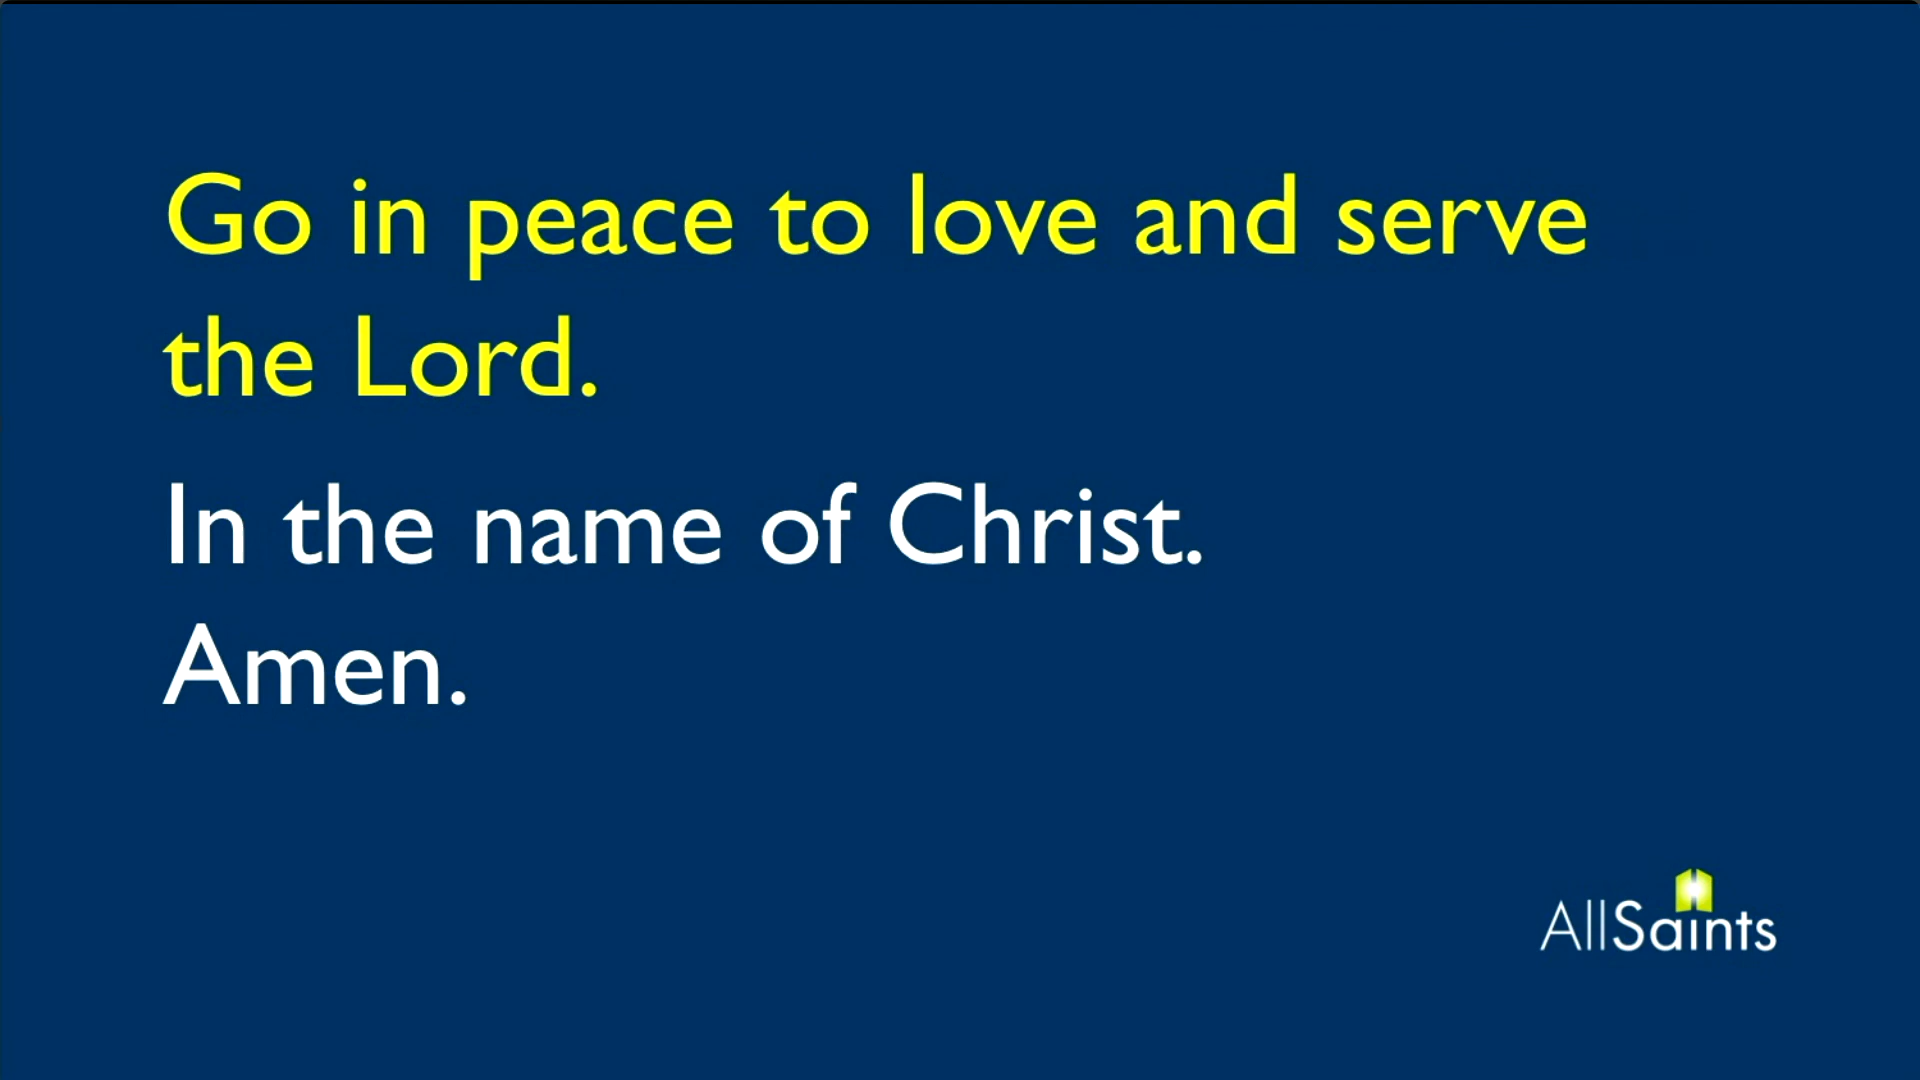 Go in peace to love and serve
the Lord.
In the name of Christ.
Amen.
AllSaints